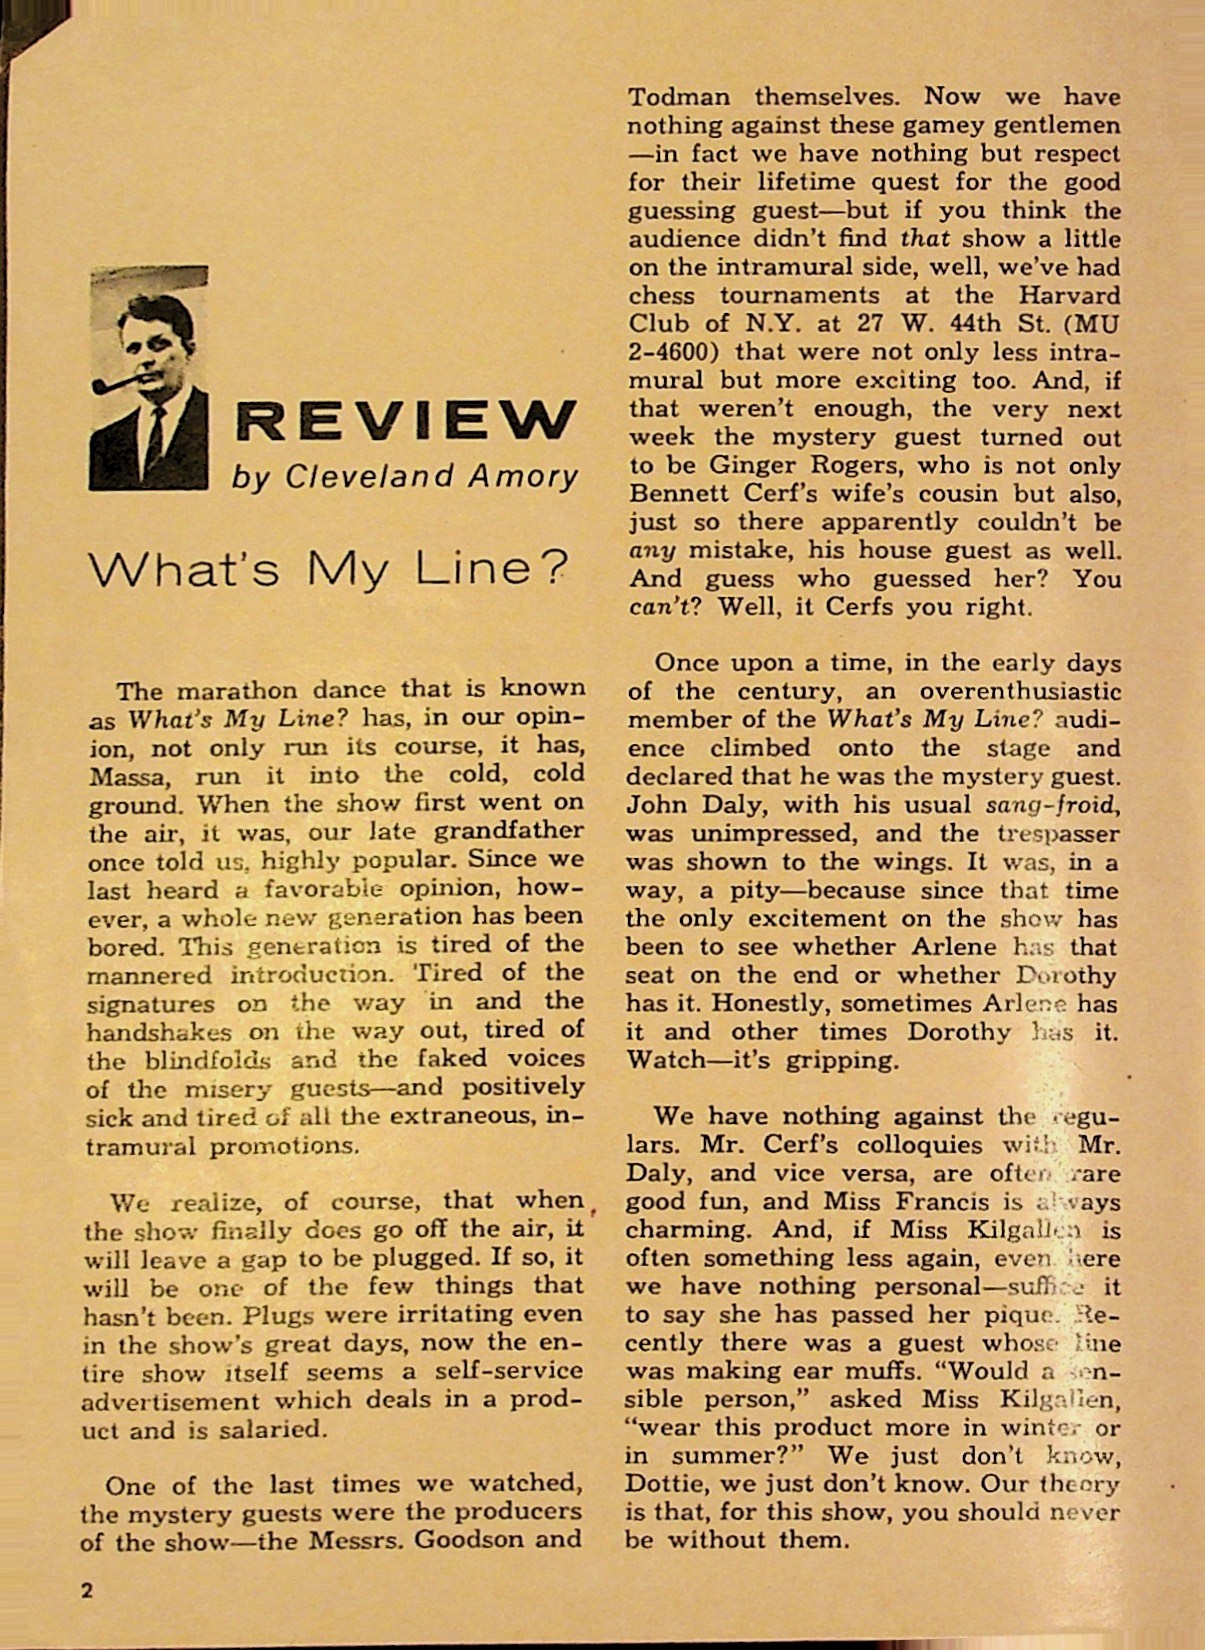 REVIEW
by Cleveland Amory
What's My Line?
The marathon dance that is known
as What's My Line? has, in our opin-
ion, not only run its course, it has,
Massa, run it into the cold, cold
ground. When the show first went on
the air, it was, our late grandfather
once told us, highly popular. Since we
last heard a favorable opinion, how-
ever, a whole new generation has been
bored. This generation is tired of the
mannered introduction. Tired of the
signatures on the way in and the
handshakes on the way out, tired of
the blindfolds and the faked voices
of the misery guests—and positively
sick and tired of all the extraneous, in-
tramural promotions.
We realize, of course, that when
the show finally does go off the air, it
will leave a gap to be plugged. If so, it
will be one of the few things that
hasn't been. Plugs were irritating even
in the show's great days, now the en-
tire show itself seems a self-service
advertisement which deals in a prod-
uct and is salaried.
One of the last times we watched,
the mystery guests were the producers
of the show—the Messrs. Goodson and
2
Todman themselves. Now we have
nothing against these gamey gentlemen
—in fact we have nothing but respect
for their lifetime quest for the good
guessing guest—but if you think the
audience didn't find that show a little
on the intramural side, well, we've had
chess tournaments at the Harvard
Club of N.Y. at 27 W. 44th St. (MU
2-4600) that were not only less intra-
mural but more exciting too. And, if
that weren't enough, the very next
week the mystery guest turned out
to be Ginger Rogers, who is not only
Bennett Cerf's wife's cousin but also,
just so there apparently couldn't be
any mistake, his house guest as well.
And guess who guessed her? You
can't? Well, it Cerfs you right.
Once upon a time, in the early days
of the century, an overenthusiastic
member of the What's My Line? audi-
ence climbed onto the stage and
declared that he was the mystery guest.
John Daly, with his usual sang-froid,
was unimpressed, and the trespasser
was shown to the wings. It was, in a
way, a pity—because since that time
the only excitement on the show has
been to see whether Arlene has that
seat on the end or whether Dorothy
has it. Honestly, sometimes Arlene has
it and other times Dorothy has it.
Watch—it's gripping.
We have nothing against the regu-
lars. Mr. Cerf's colloquies with Mr.
Daly, and vice versa, are often rare
good fun, and Miss Francis is always
charming. And, if Miss Kilgallen is
often something less again, even here
we have nothing personal—suffice it
to say she has passed her pique. Re-
cently there was a guest whose line
was making ear muffs. "Would a sen-
sible person," asked Miss Kilgallen,
"wear this product more in winter or
in summer?" We just don't know,
Dottie, we just don't know. Our theory
is that, for this show, you should never
be without them.